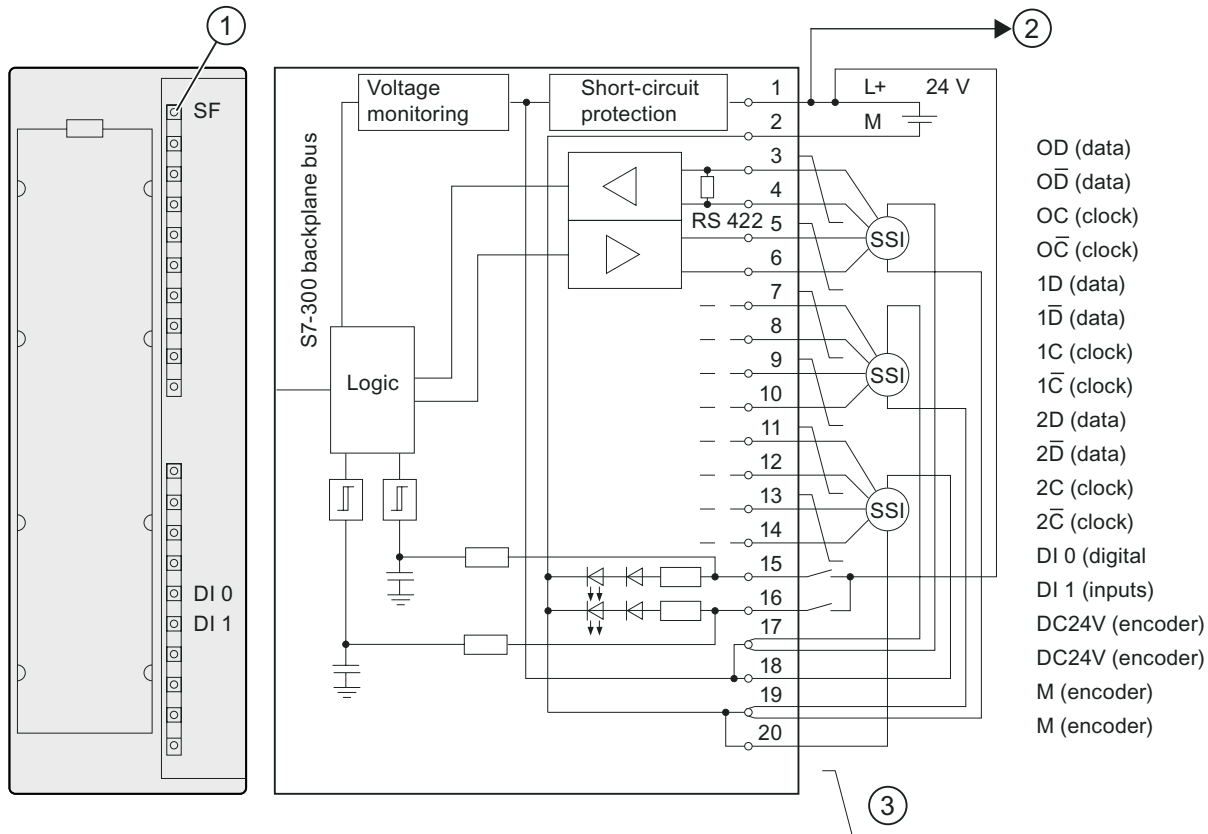 1
SF
DI 0
DI 1
2
Voltage
monitoring
Short-circuit
protection
S7-300 backplane bus
Logic
RS 422
1
2
3
4
5
6
7
8
9
10
11
12
13
14
15
16
17
18
19
20
L+
24 V
M
SSI
SSI
SSI
3
OD (data)
OD̅ (data)
OC (clock)
OC̅ (clock)
1D (data)
1D̅ (data)
1C (clock)
1C̅ (clock)
2D (data)
2D̅ (data)
2C (clock)
2C̅ (clock)
DI 0 (digital
DI 1 (inputs)
DC24V (encoder)
DC24V (encoder)
M (encoder)
M (encoder)